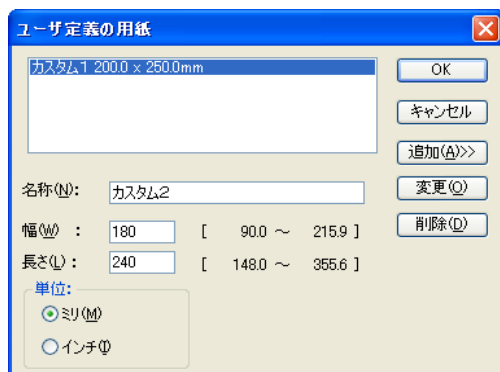 ユーザ定義の用紙
カスタム1 200.0 x 250.0mm
OK
キャンセル
追加(A)>>
変更(O)
削除(D)
名称(N): カスタム2
幅(W) : 180 [ 90.0 ～ 215.9 ]
長さ(L) : 240 [ 148.0 ～ 355.6 ]
単位:
ミリ(M)
インチ(I)